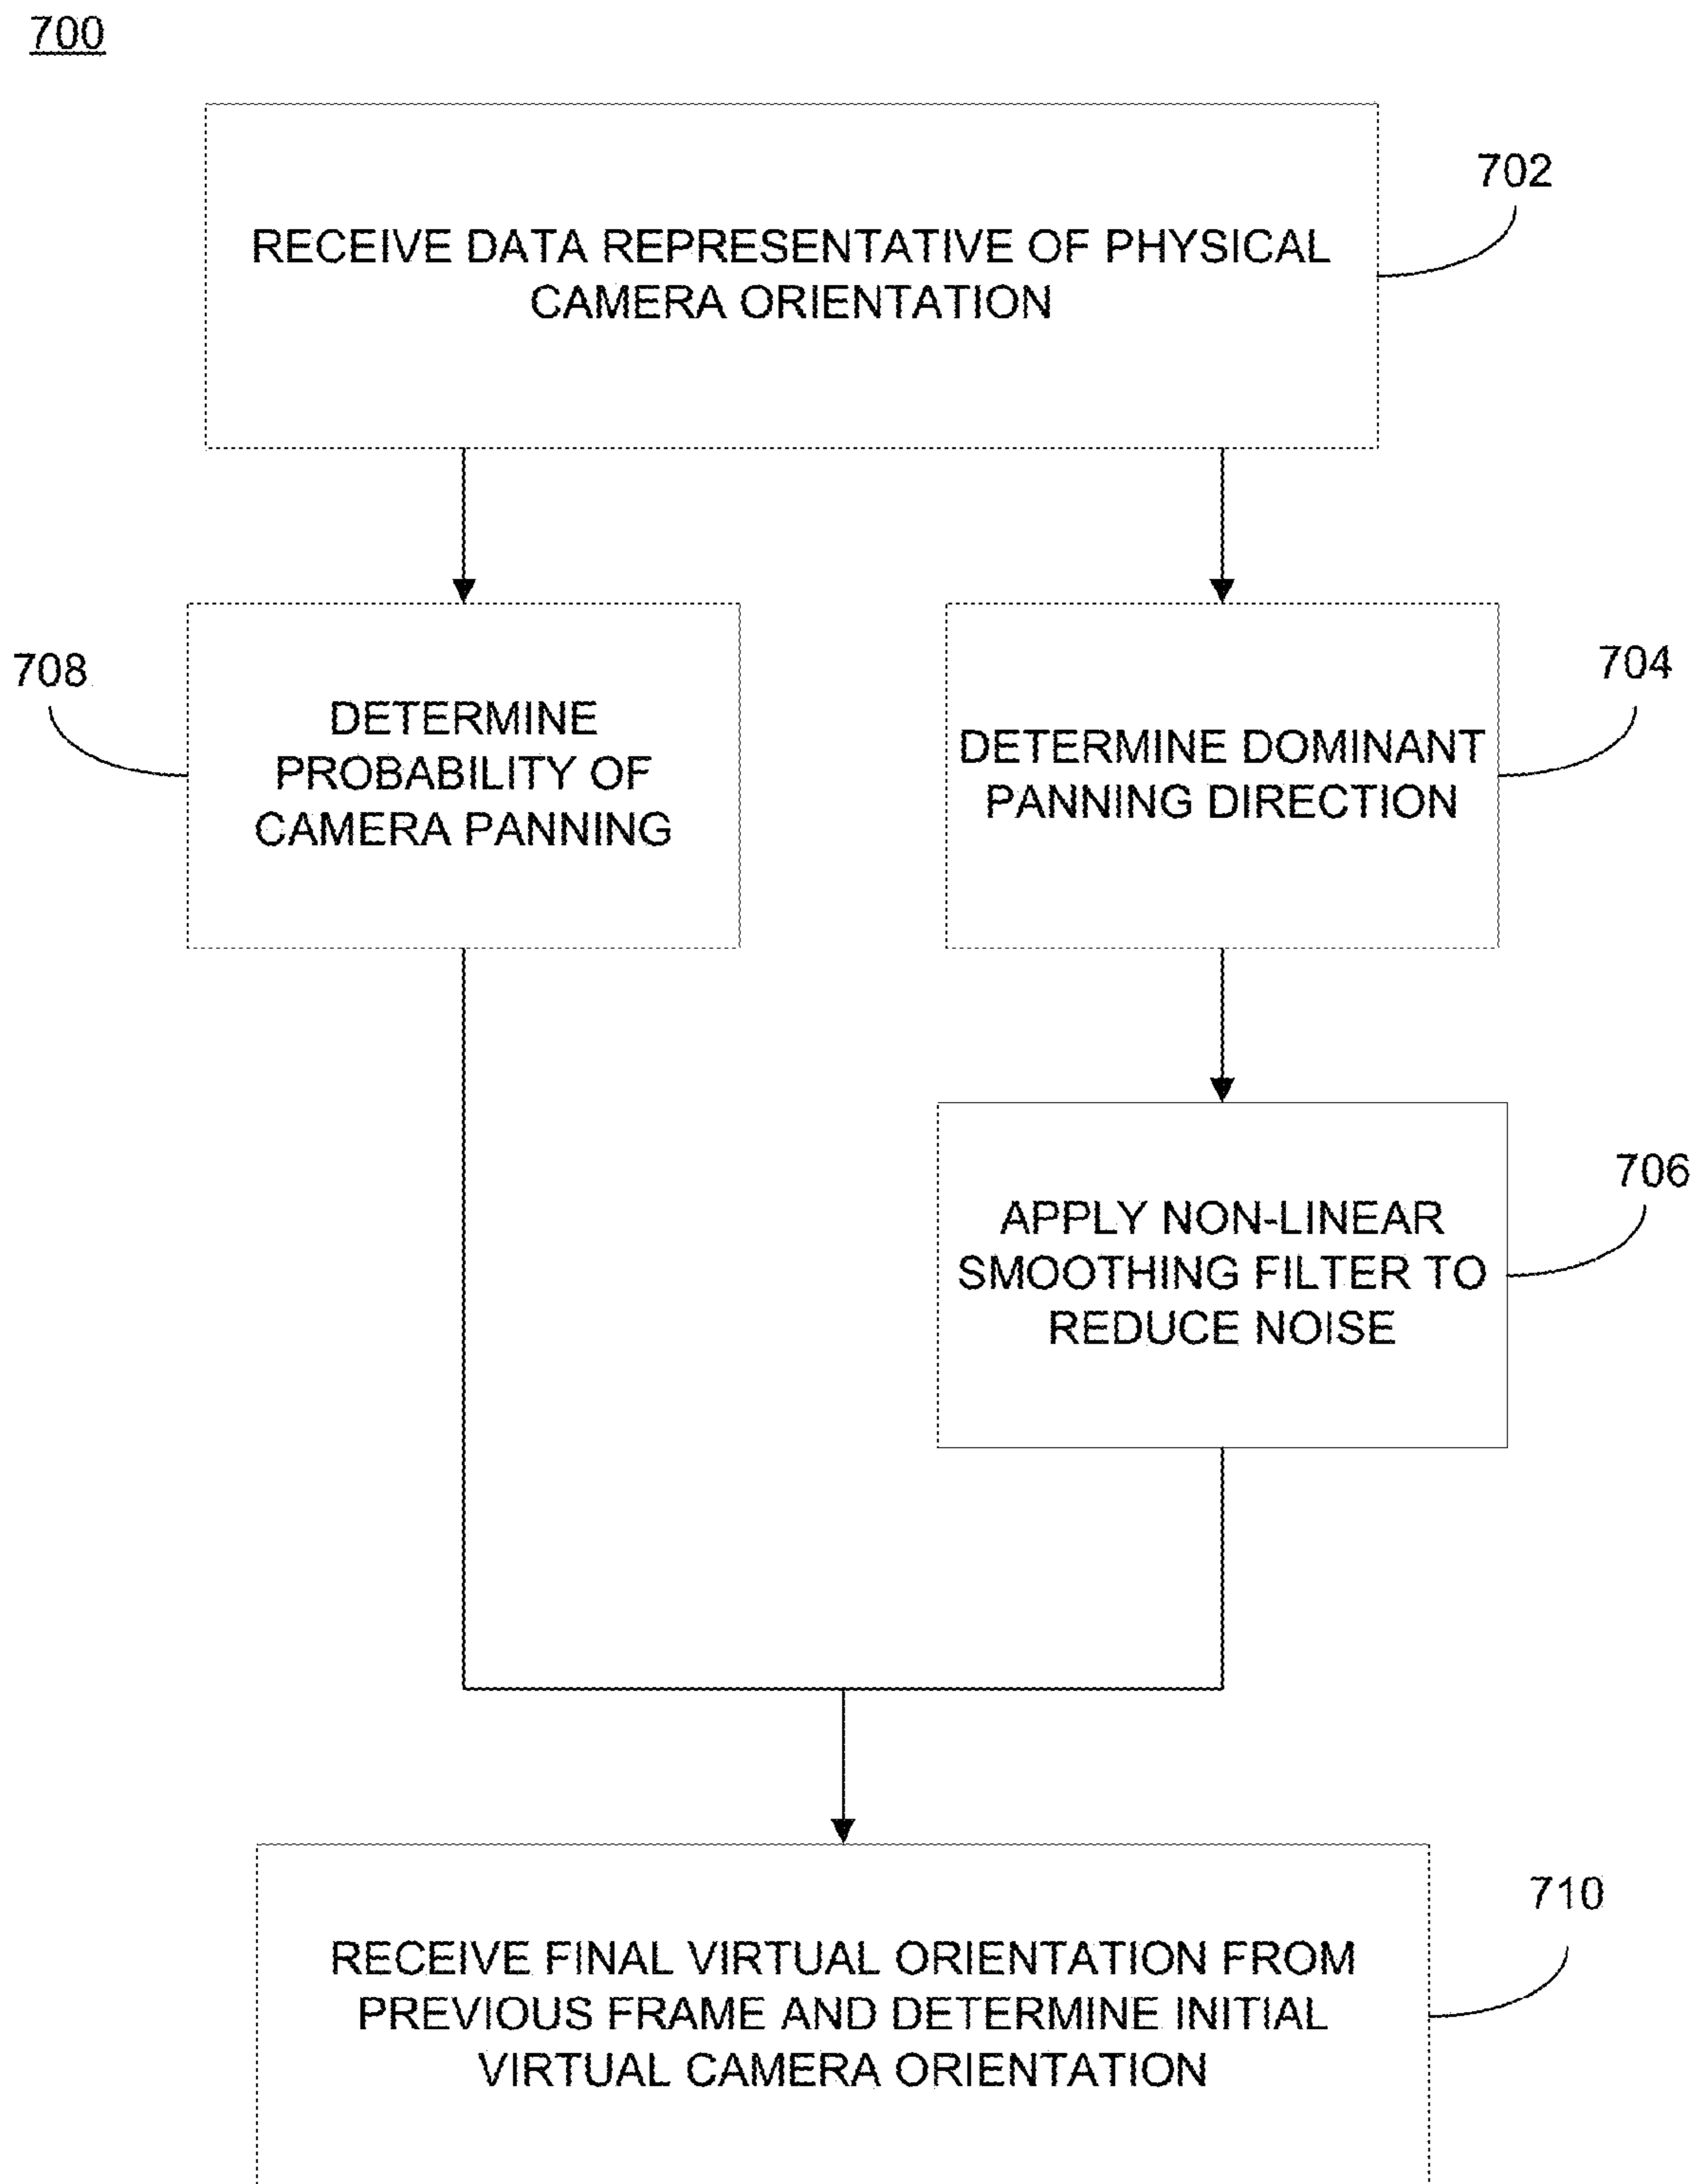 700
702
RECEIVE DATA REPRESENTATIVE OF PHYSICAL
CAMERA ORIENTATION
708
DETERMINE
PROBABILITY OF
CAMERA PANNING
704
DETERMINE DOMINANT
PANNING DIRECTION
706
APPLY NON-LINEAR
SMOOTHING FILTER TO
REDUCE NOISE
710
RECEIVE FINAL VIRTUAL ORIENTATION FROM
PREVIOUS FRAME AND DETERMINE INITIAL
VIRTUAL CAMERA ORIENTATION